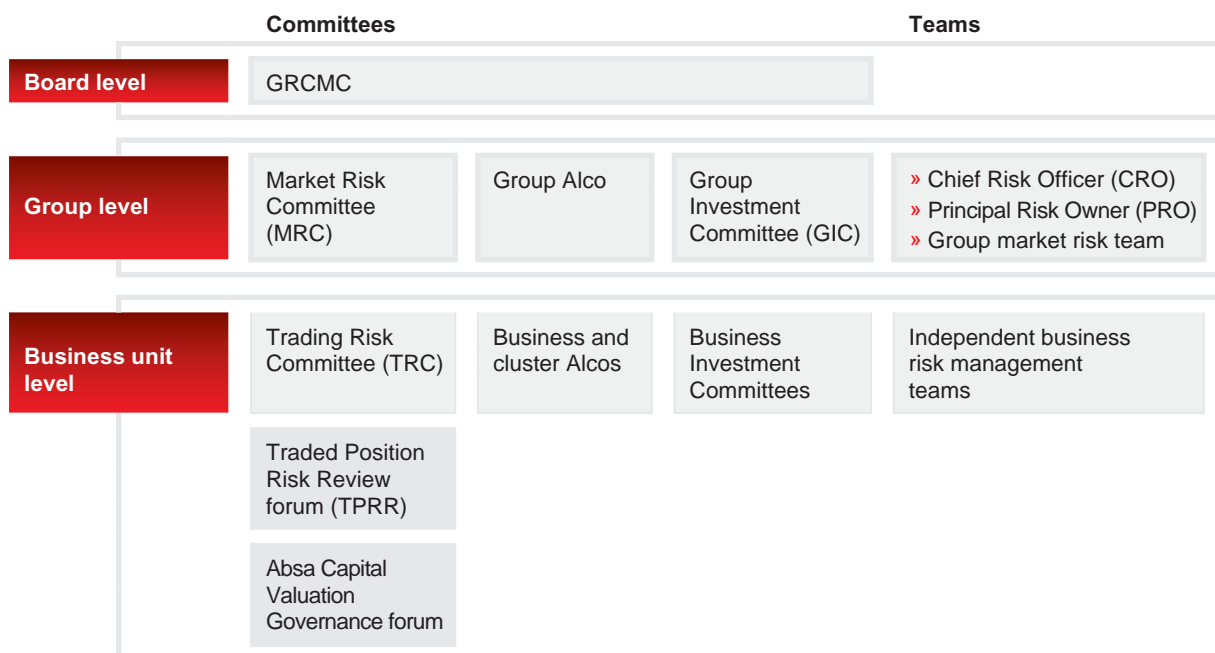 Committees
Teams
Board level
GRCMC
Group level
Market Risk
Committee
(MRC)
Group Alco
Group
Investment
Committee (GIC)
» Chief Risk Officer (CRO)
» Principal Risk Owner (PRO)
» Group market risk team
Business unit
level
Trading Risk
Committee (TRC)
Business and
cluster Alcos
Business
Investment
Committees
Independent business
risk management
teams
Traded Position
Risk Review
forum (TPRR)
Absa Capital
Valuation
Governance forum